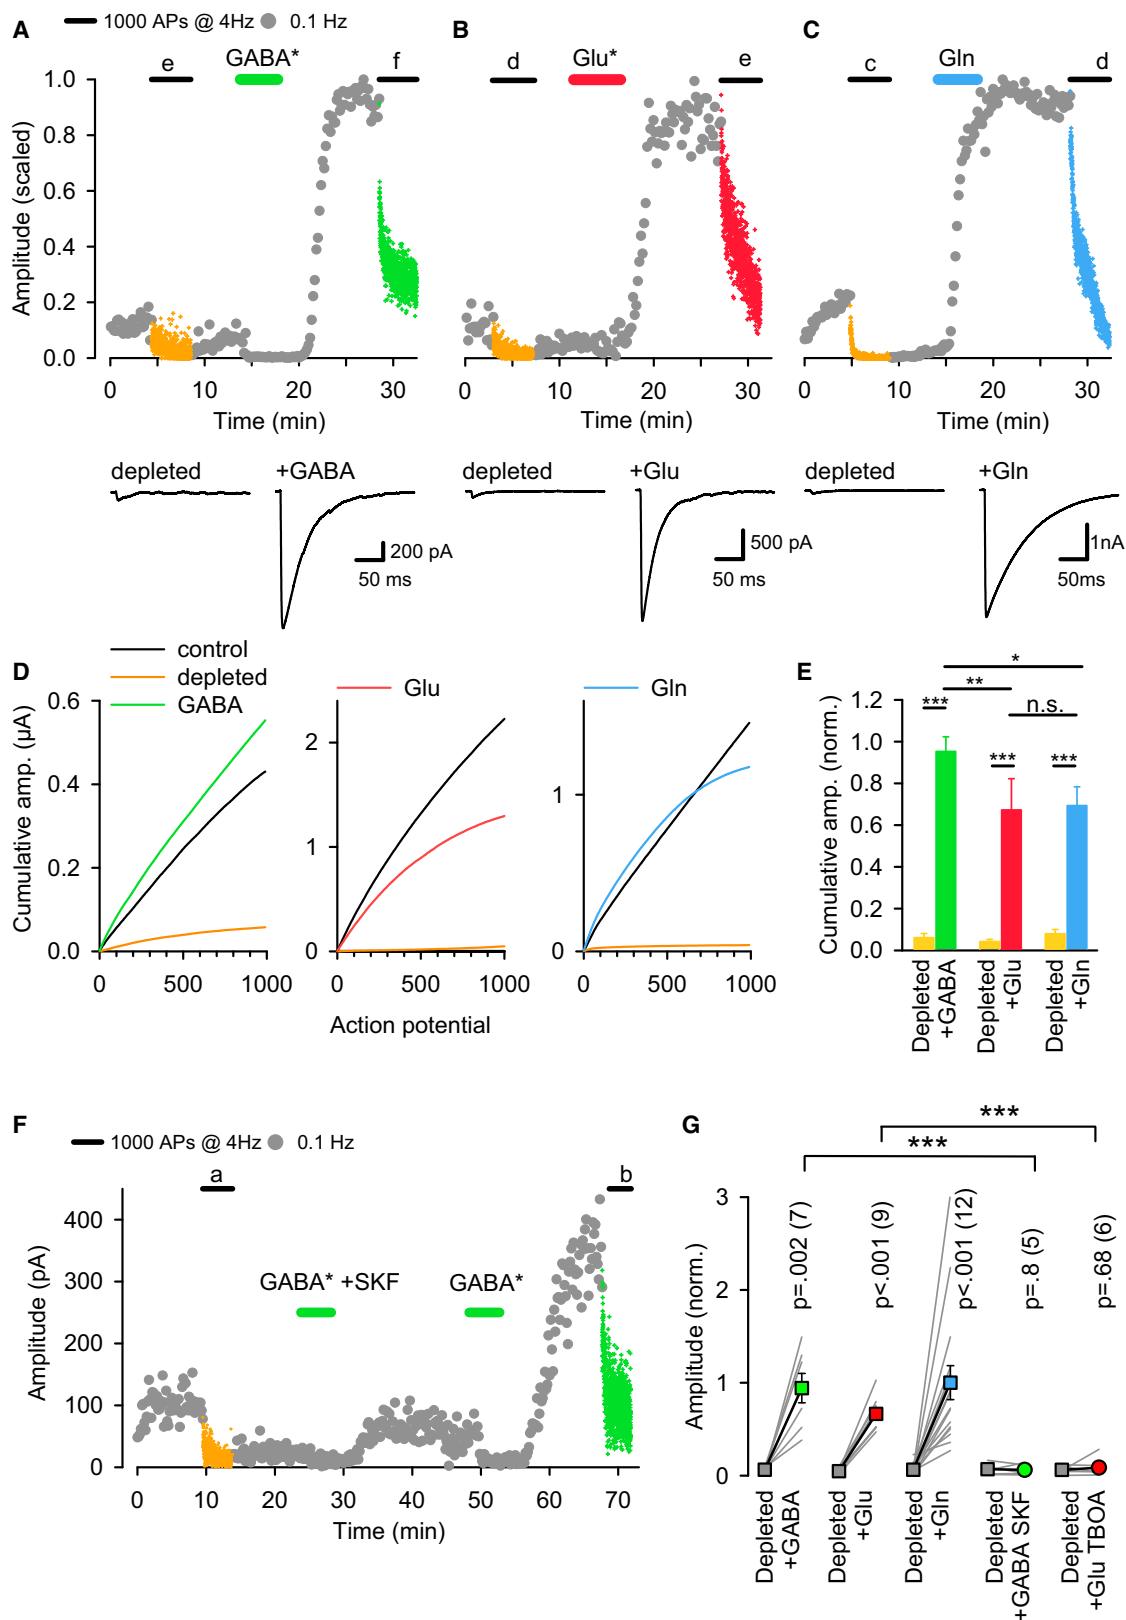 1000 APs @ 4Hz 0.1 Hz
A B C
e GABA* f
d Glu* e
c Gln d
Amplitude (scaled)
1.0
0.8
0.6
0.4
0.2
0.0
0 10 20 30
0 10 20 30
0 10 20 30
Time (min)
Time (min)
Time (min)
depleted +GABA
200 pA
50 ms
depleted +Glu
500 pA
50 ms
depleted +Gln
1nA
50ms
D
control
depleted
GABA
Glu
Gln
Cumulative amp. (µA)
0.6
0.4
0.2
0.0
0 500 1000
2
1
0
0 500 1000
1
0
0 500 1000
Action potential
E
*
**
n.s.
***
***
***
Cumulative amp. (norm.)
1.2
1.0
0.8
0.6
0.4
0.2
0.0
Depleted
+GABA
Depleted
+Glu
Depleted
+Gln
F
1000 APs @ 4Hz 0.1 Hz
a b
GABA* +SKF GABA*
Amplitude (pA)
400
300
200
100
0
0 10 20 30 40 50 60 70
Time (min)
G
***
***
Amplitude (norm.)
3
2
1
0
p=.002 (7)
p<.001 (9)
p<.001 (12)
p=.8 (5)
p=.68 (6)
Depleted
+GABA
Depleted
+Glu
Depleted
+Gln
Depleted
+GABA SKF
Depleted
+Glu TBOA